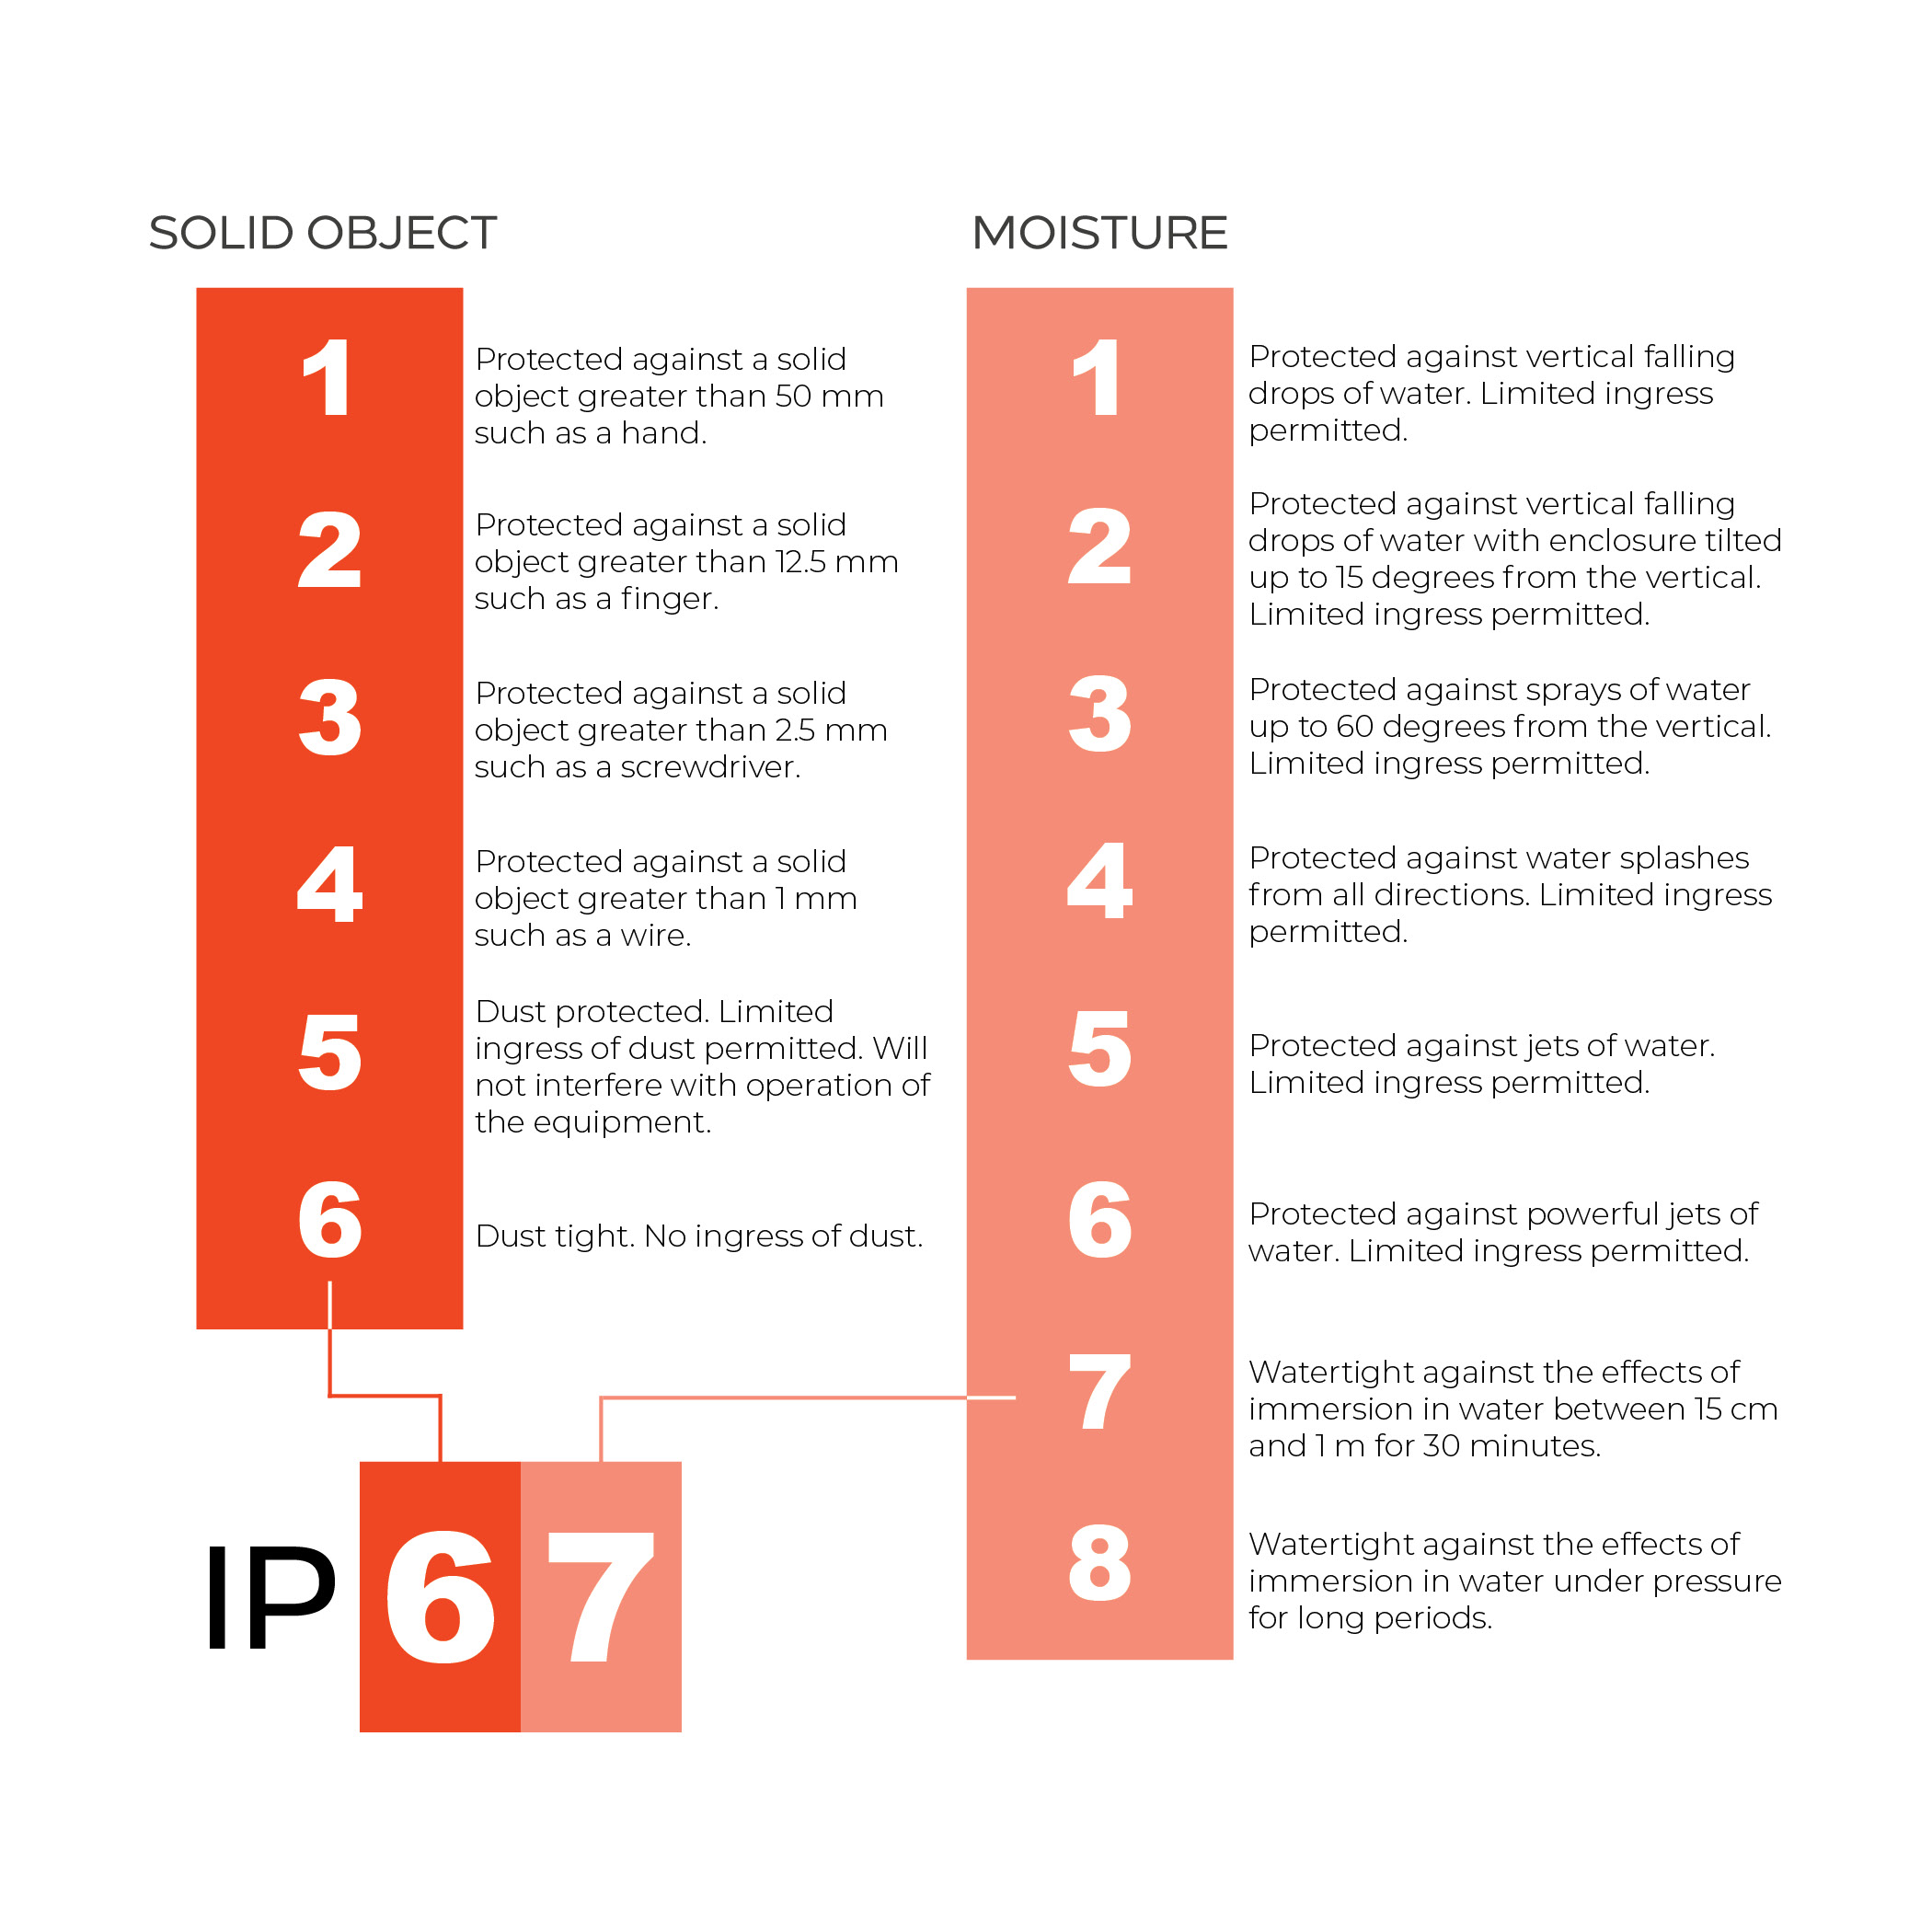 SOLID OBJECT
1
Protected against a solid
object greater than 50 mm
such as a hand.
2
Protected against a solid
object greater than 12.5 mm
such as a finger.
3
Protected against a solid
object greater than 2.5 mm
such as a screwdriver.
4
Protected against a solid
object greater than 1 mm
such as a wire.
5
Dust protected. Limited
ingress of dust permitted. Will
not interfere with operation of
the equipment.
6
Dust tight. No ingress of dust.
MOISTURE
1
Protected against vertical falling
drops of water. Limited ingress
permitted.
2
Protected against vertical falling
drops of water with enclosure tilted
up to 15 degrees from the vertical.
Limited ingress permitted.
3
Protected against sprays of water
up to 60 degrees from the vertical.
Limited ingress permitted.
4
Protected against water splashes
from all directions. Limited ingress
permitted.
5
Protected against jets of water.
Limited ingress permitted.
6
Protected against powerful jets of
water. Limited ingress permitted.
7
Watertight against the effects of
immersion in water between 15 cm
and 1 m for 30 minutes.
8
Watertight against the effects of
immersion in water under pressure
for long periods.
IP 67